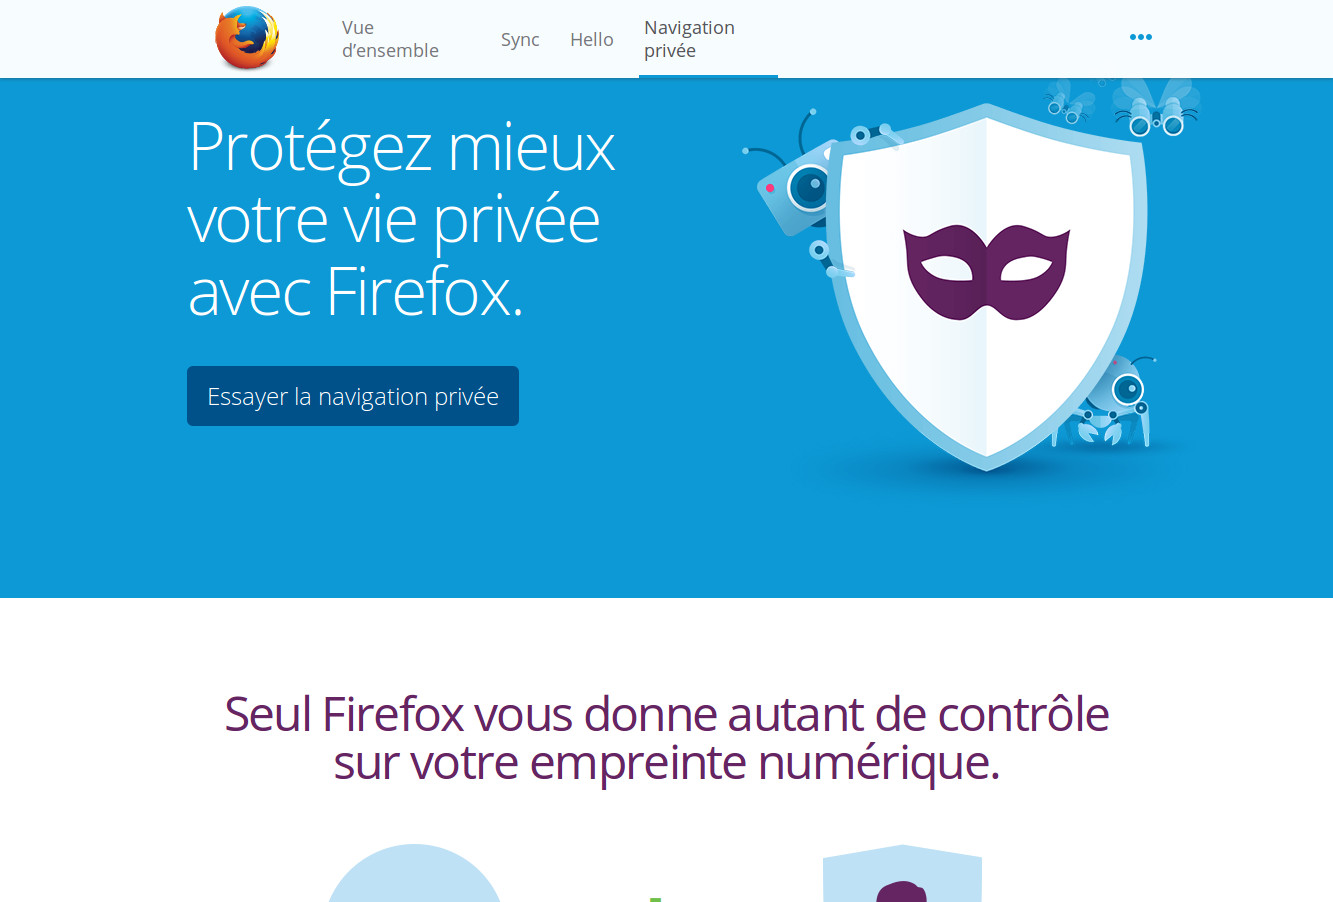 Vue
d’ensemble
Sync
Hello
Navigation
privée
Protégez mieux
votre vie privée
avec Firefox.
Essayer la navigation privée
Seul Firefox vous donne autant de contrôle
sur votre empreinte numérique.